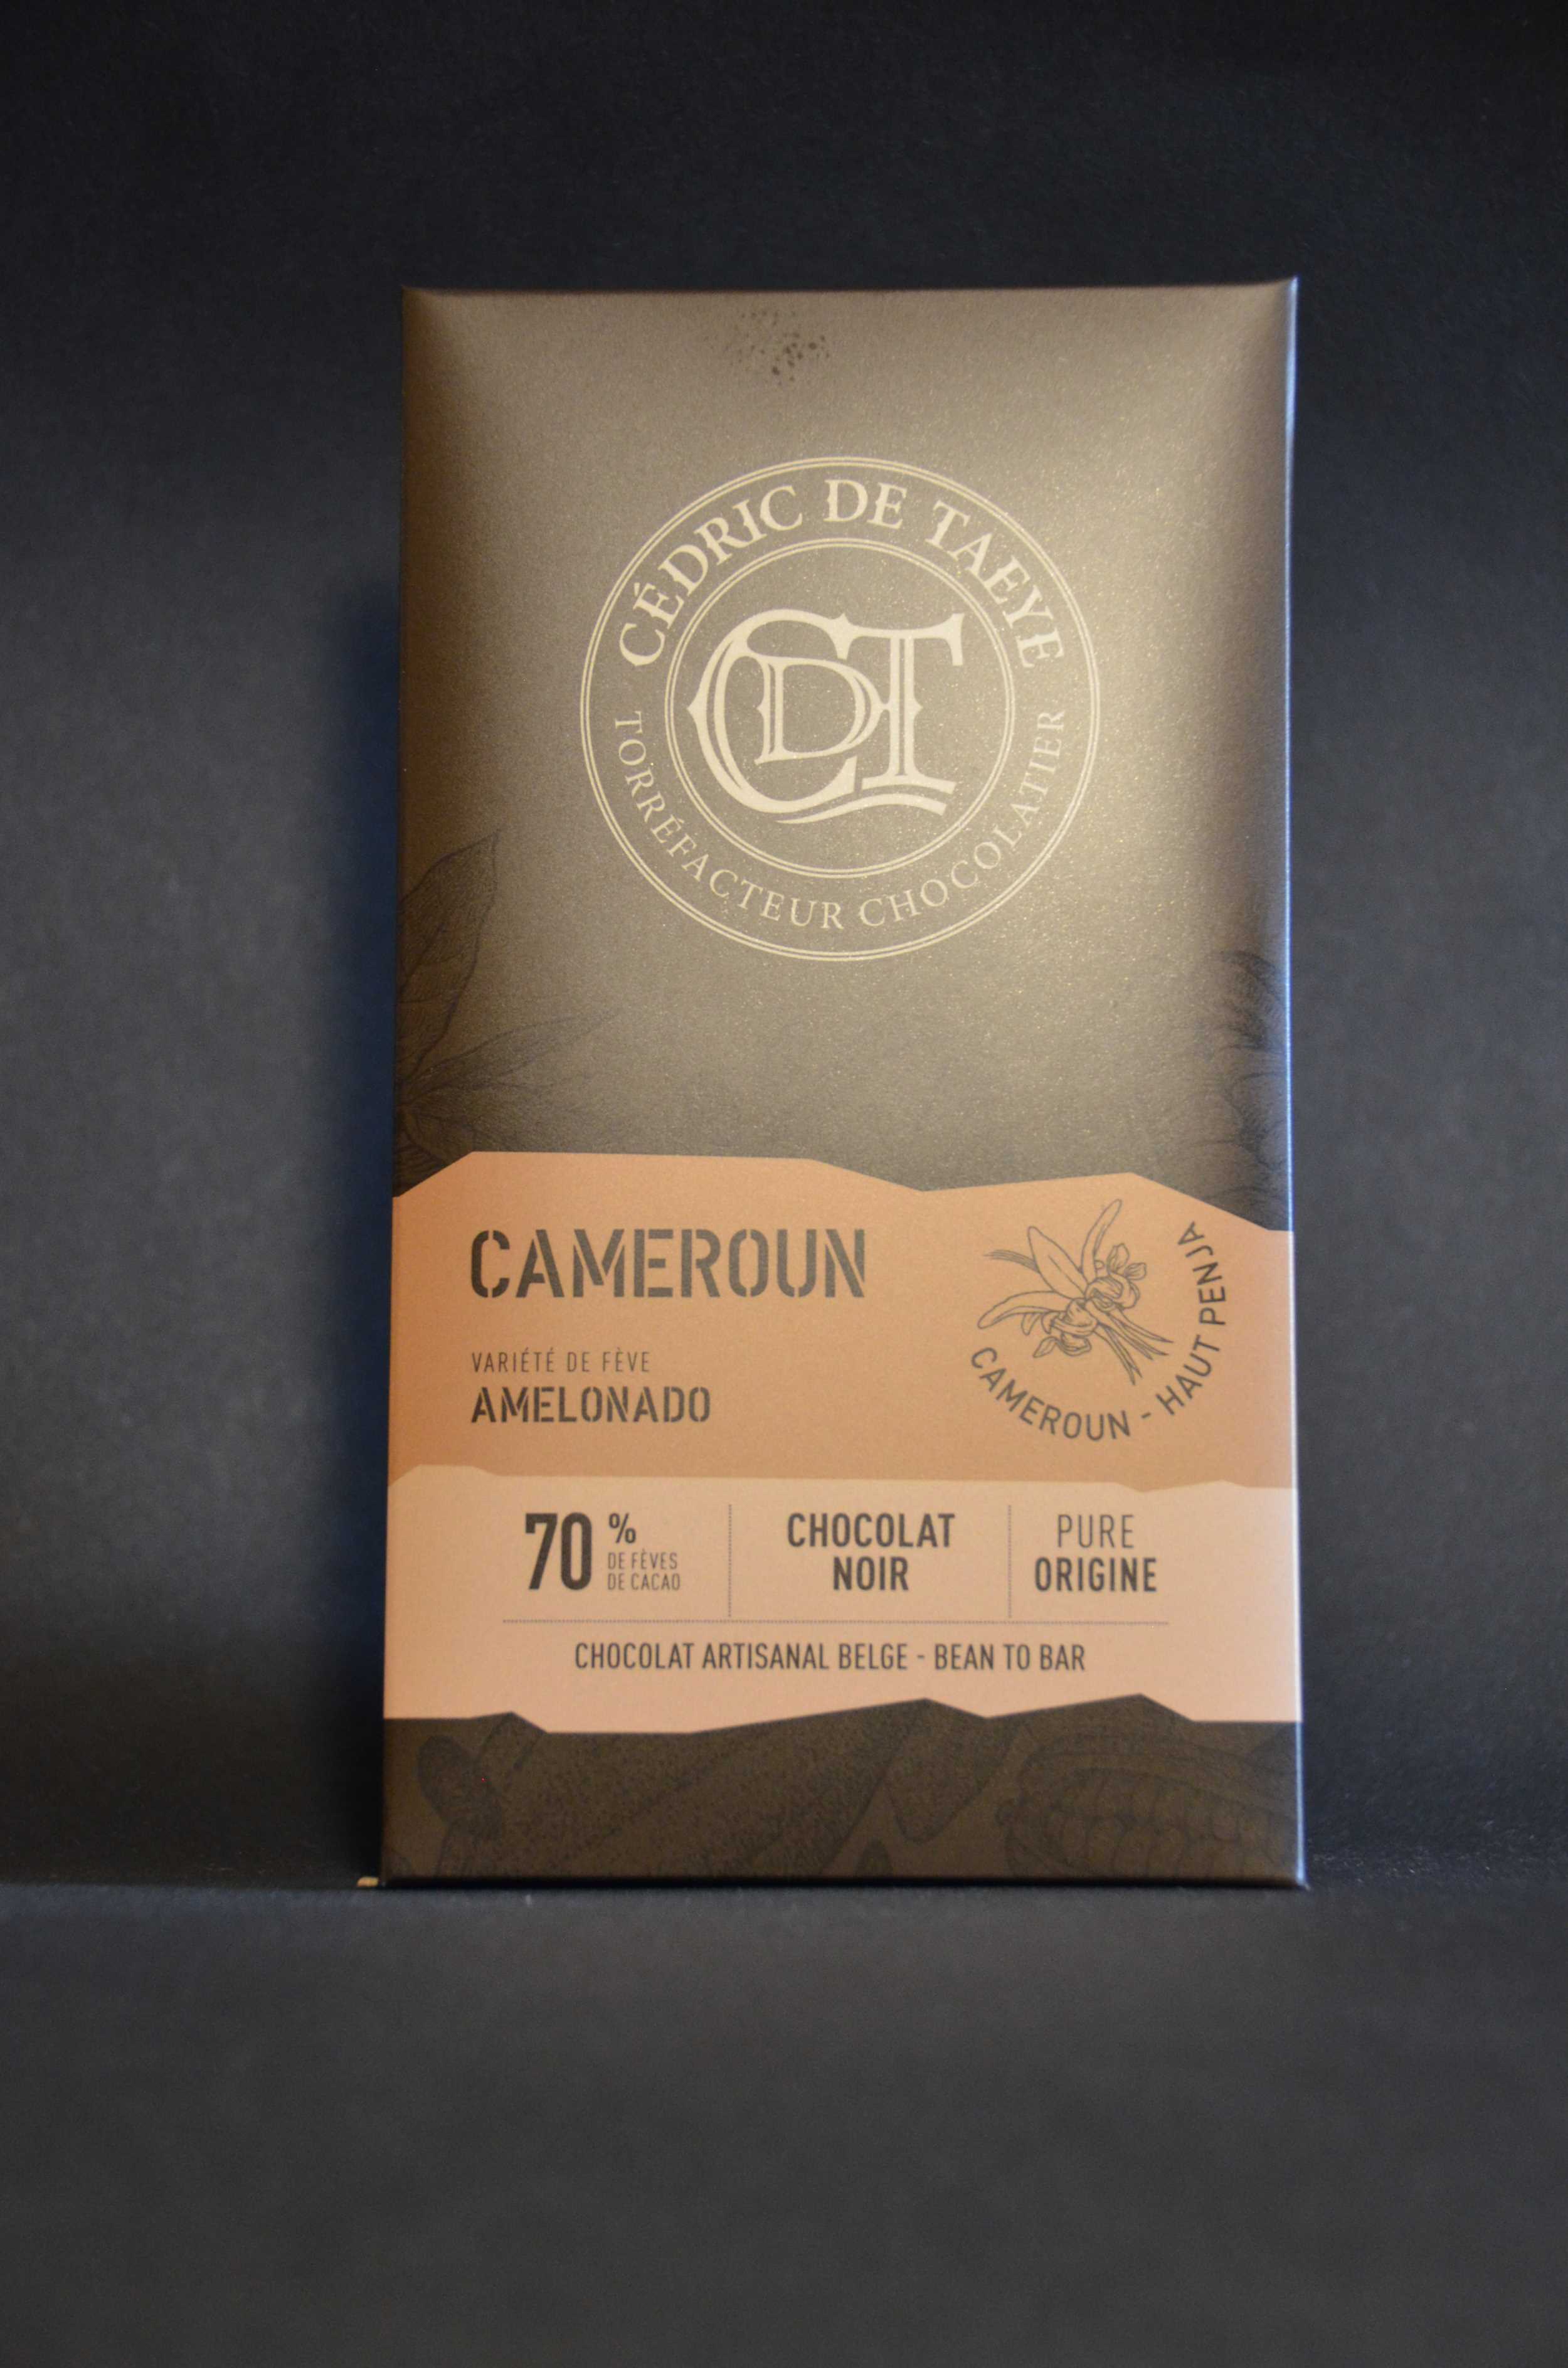 CÉDRIC DE TAEYE
CDT
TORRÉFACTEUR CHOCOLATIER
CAMEROUN
VARIÉTÉ DE FÈVE
AMELONADO
CAMEROUN - HAUT PENJA
70 %
DE FÈVES
DE CACAO
CHOCOLAT
NOIR
PURE
ORIGINE
CHOCOLAT ARTISANAL BELGE - BEAN TO BAR